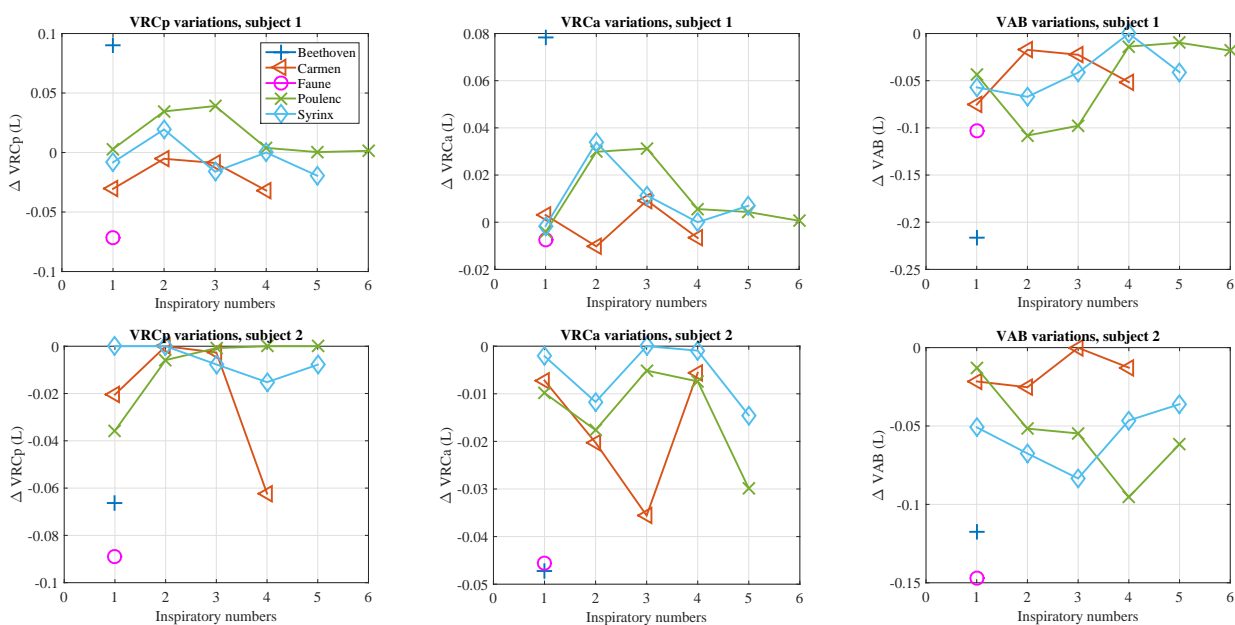 VRCp variations, subject 1
Δ VRCp (L)
0.1
0.05
0
-0.05
-0.1
0 1 2 3 4 5 6
Inspiratory numbers
Beethoven
Carmen
Faune
Poulenc
Syrinx
VRCa variations, subject 1
Δ VRCa (L)
0.08
0.06
0.04
0.02
0
-0.02
0 1 2 3 4 5 6
Inspiratory numbers
VAB variations, subject 1
Δ VAB (L)
0
-0.05
-0.1
-0.15
-0.2
-0.25
0 1 2 3 4 5 6
Inspiratory numbers
VRCp variations, subject 2
Δ VRCp (L)
0
-0.02
-0.04
-0.06
-0.08
-0.1
0 1 2 3 4 5 6
Inspiratory numbers
VRCa variations, subject 2
Δ VRCa (L)
0
-0.01
-0.02
-0.03
-0.04
-0.05
0 1 2 3 4 5 6
Inspiratory numbers
VAB variations, subject 2
Δ VAB (L)
0
-0.05
-0.1
-0.15
0 1 2 3 4 5 6
Inspiratory numbers